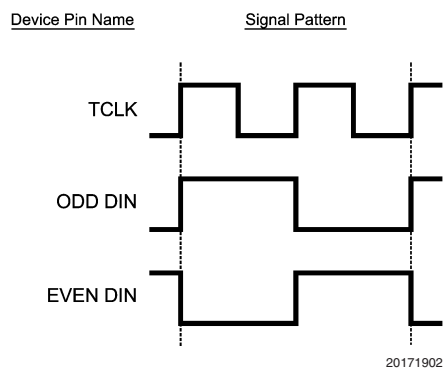 Device Pin Name Signal Pattern
TCLK
ODD DIN
EVEN DIN
20171902